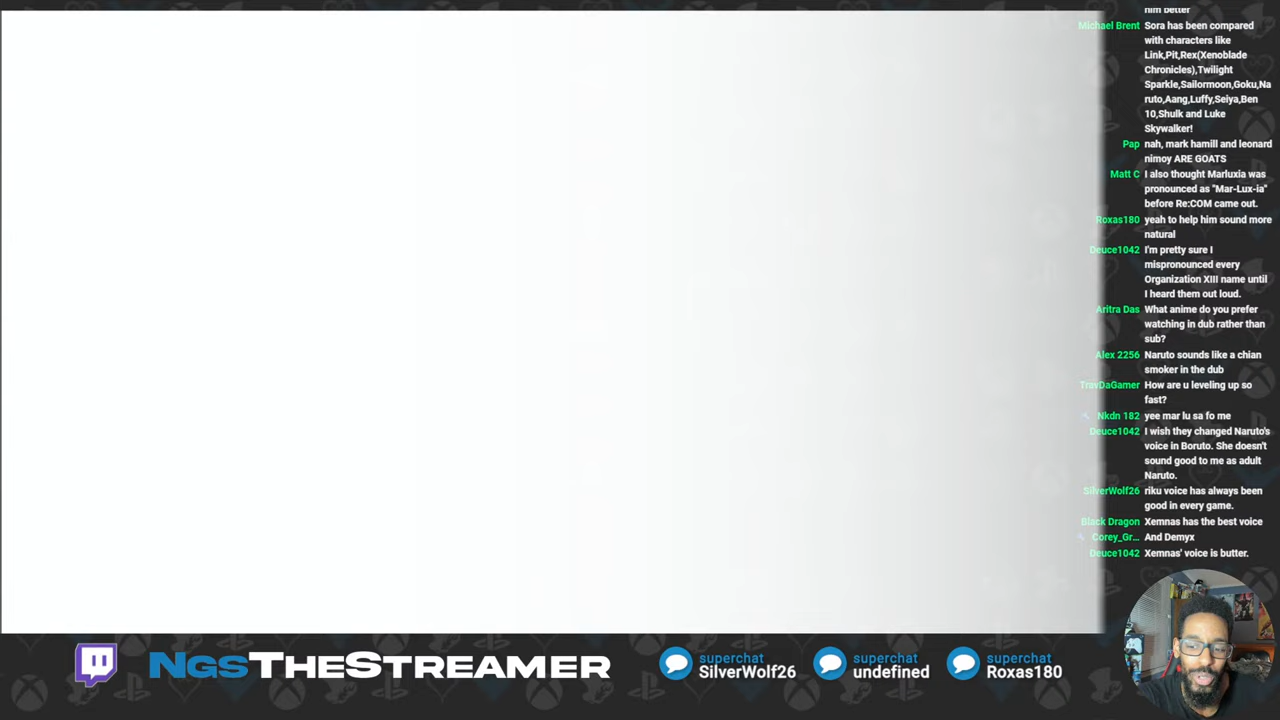 him better
Michael Brent Sora has been compared
with characters like
Link,Pit,Rex(Xenoblade
Chronicles),Twilight
Sparkle,Sailormoon,Goku,Na
ruto,Aang,Luffy,Seiya,Ben
10,Shulk and Luke
Skywalker!
Pap nah, mark hamill and leonard
nimoy ARE GOATS
Matt C I also thought Marluxia was
pronounced as "Mar-Lux-ia"
before Re:COM came out.
Roxas180 yeah to help him sound more
natural
Deuce1042 I'm pretty sure I
mispronounced every
Organization XIII name until
I heard them out loud.
Aritra Das What anime do you prefer
watching in dub rather than
sub?
Alex 2256 Naruto sounds like a chian
smoker in the dub
TrevDaGamer How are u leveling up so
fast?
Nkdn 182 yee mar lu sa fo me
Deuce1042 I wish they changed Naruto's
voice in Boruto. She doesn't
sound good to me as adult
Naruto.
SilverWolf26 riku voice has always been
good in every game.
Black Dragon Xemnas has the best voice
Corey_Gr... And Demyx
Deuce1042 Xemnas' voice is butter.
NgsTheStreamer
superchat
SilverWolf26
superchat
undefined
superchat
Roxas180